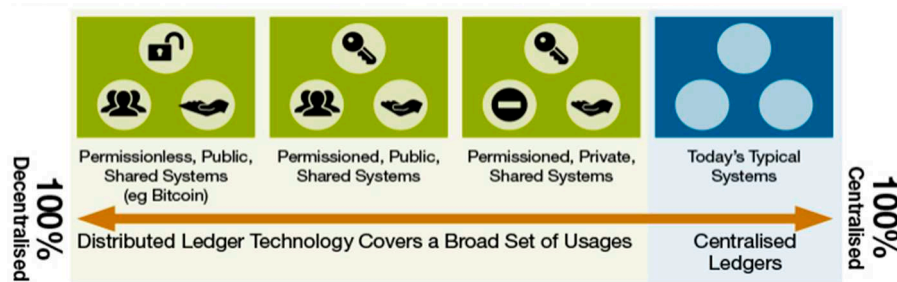 Permissionless, Public,
Shared Systems
(eg Bitcoin)
Permissioned, Public,
Shared Systems
Permissioned, Private,
Shared Systems
Today's Typical
Systems
100%
Decentralised
100%
Centralised
Distributed Ledger Technology Covers a Broad Set of Usages
Centralised
Ledgers